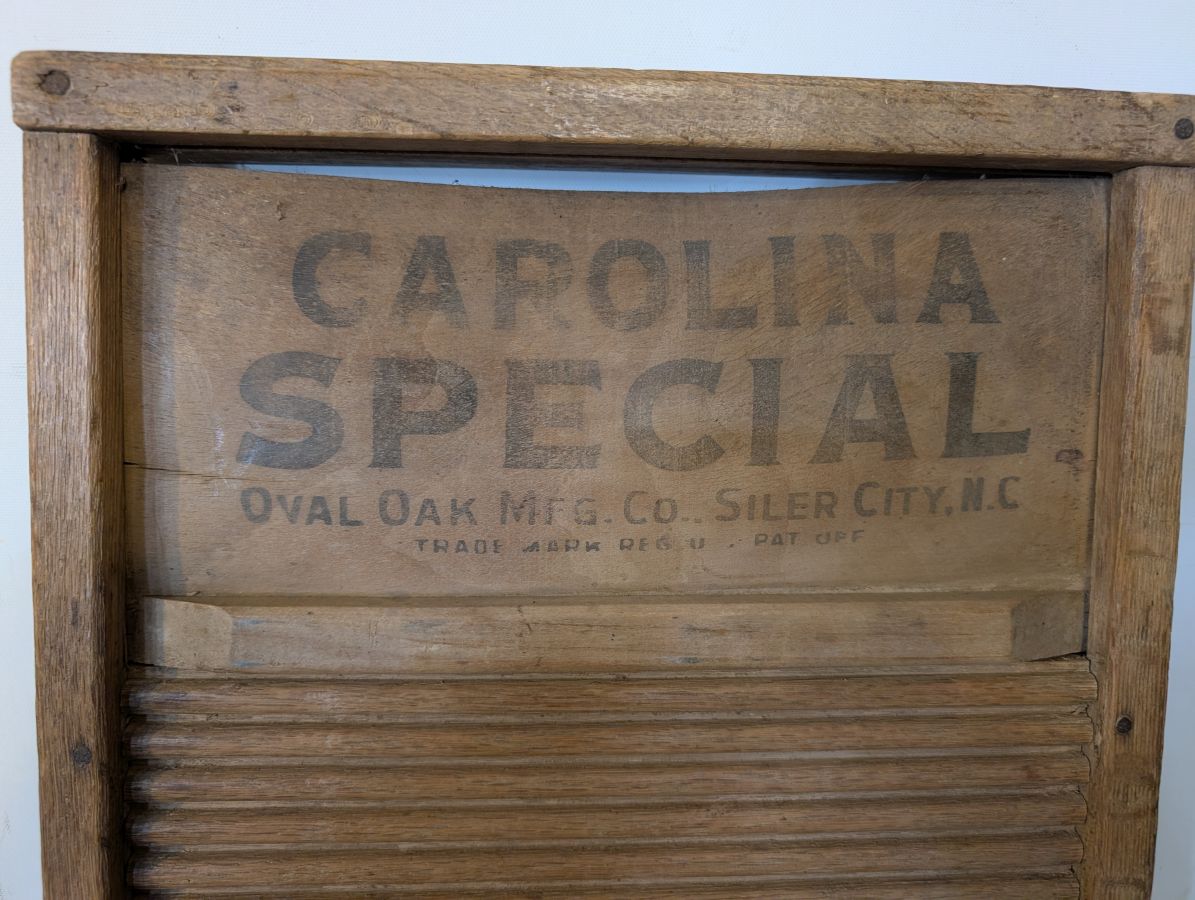 CAROLINA
SPECIAL
OVAL OAK MFG. CO., SILER CITY, N.C
TRADE MARK REG U . PAT OFF